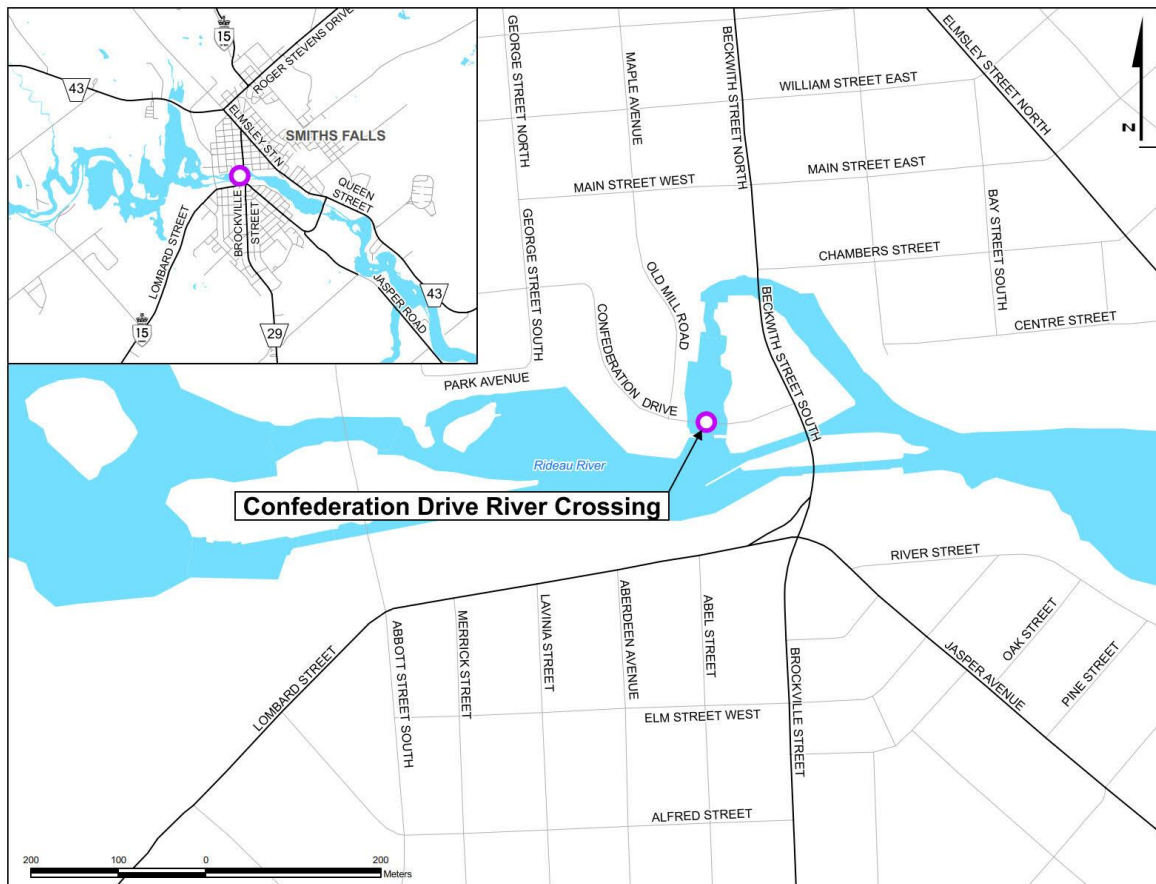 15
ROGER STEVENS DRIVE
43
ELMSLEY ST N
SMITHS FALLS
QUEEN
STREET
BROCKVILLE
STREET
LOMBARD STREET
JASPER ROAD
43
15
29
GEORGE STREET NORTH
MAPLE AVENUE
BECKWITH STREET NORTH
ELMSLEY STREET NORTH
WILLIAM STREET EAST
MAIN STREET EAST
MAIN STREET WEST
BAY STREET SOUTH
CHAMBERS STREET
GEORGE STREET SOUTH
OLD MILL ROAD
BECKWITH STREET SOUTH
CENTRE STREET
CONFEDERATION DRIVE
PARK AVENUE
Z
Rideau River
Confederation Drive River Crossing
RIVER STREET
ABBOTT STREET SOUTH
MERRICK STREET
LAVINIA STREET
ABERDEEN AVENUE
ABEL STREET
BROCKVILLE STREET
OAK STREET
PINE STREET
JASPER AVENUE
LOMBARD STREET
ELM STREET WEST
ALFRED STREET
200 100 0 200
Meters